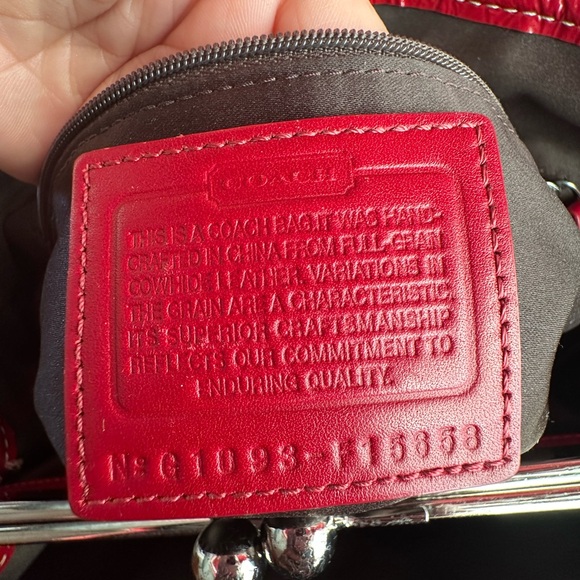 COACH
THIS IS A COACH BAG. IT WAS HAND-
CRAFTED IN CHINA FROM FULL-GRAIN
COWHIDE LEATHER. VARIATIONS IN
THE GRAIN ARE A CHARACTERISTIC.
ITS SUPERIOR CRAFTSMANSHIP
REFLECTS OUR COMMITMENT TO
ENDURING QUALITY.
No G1093-F15658